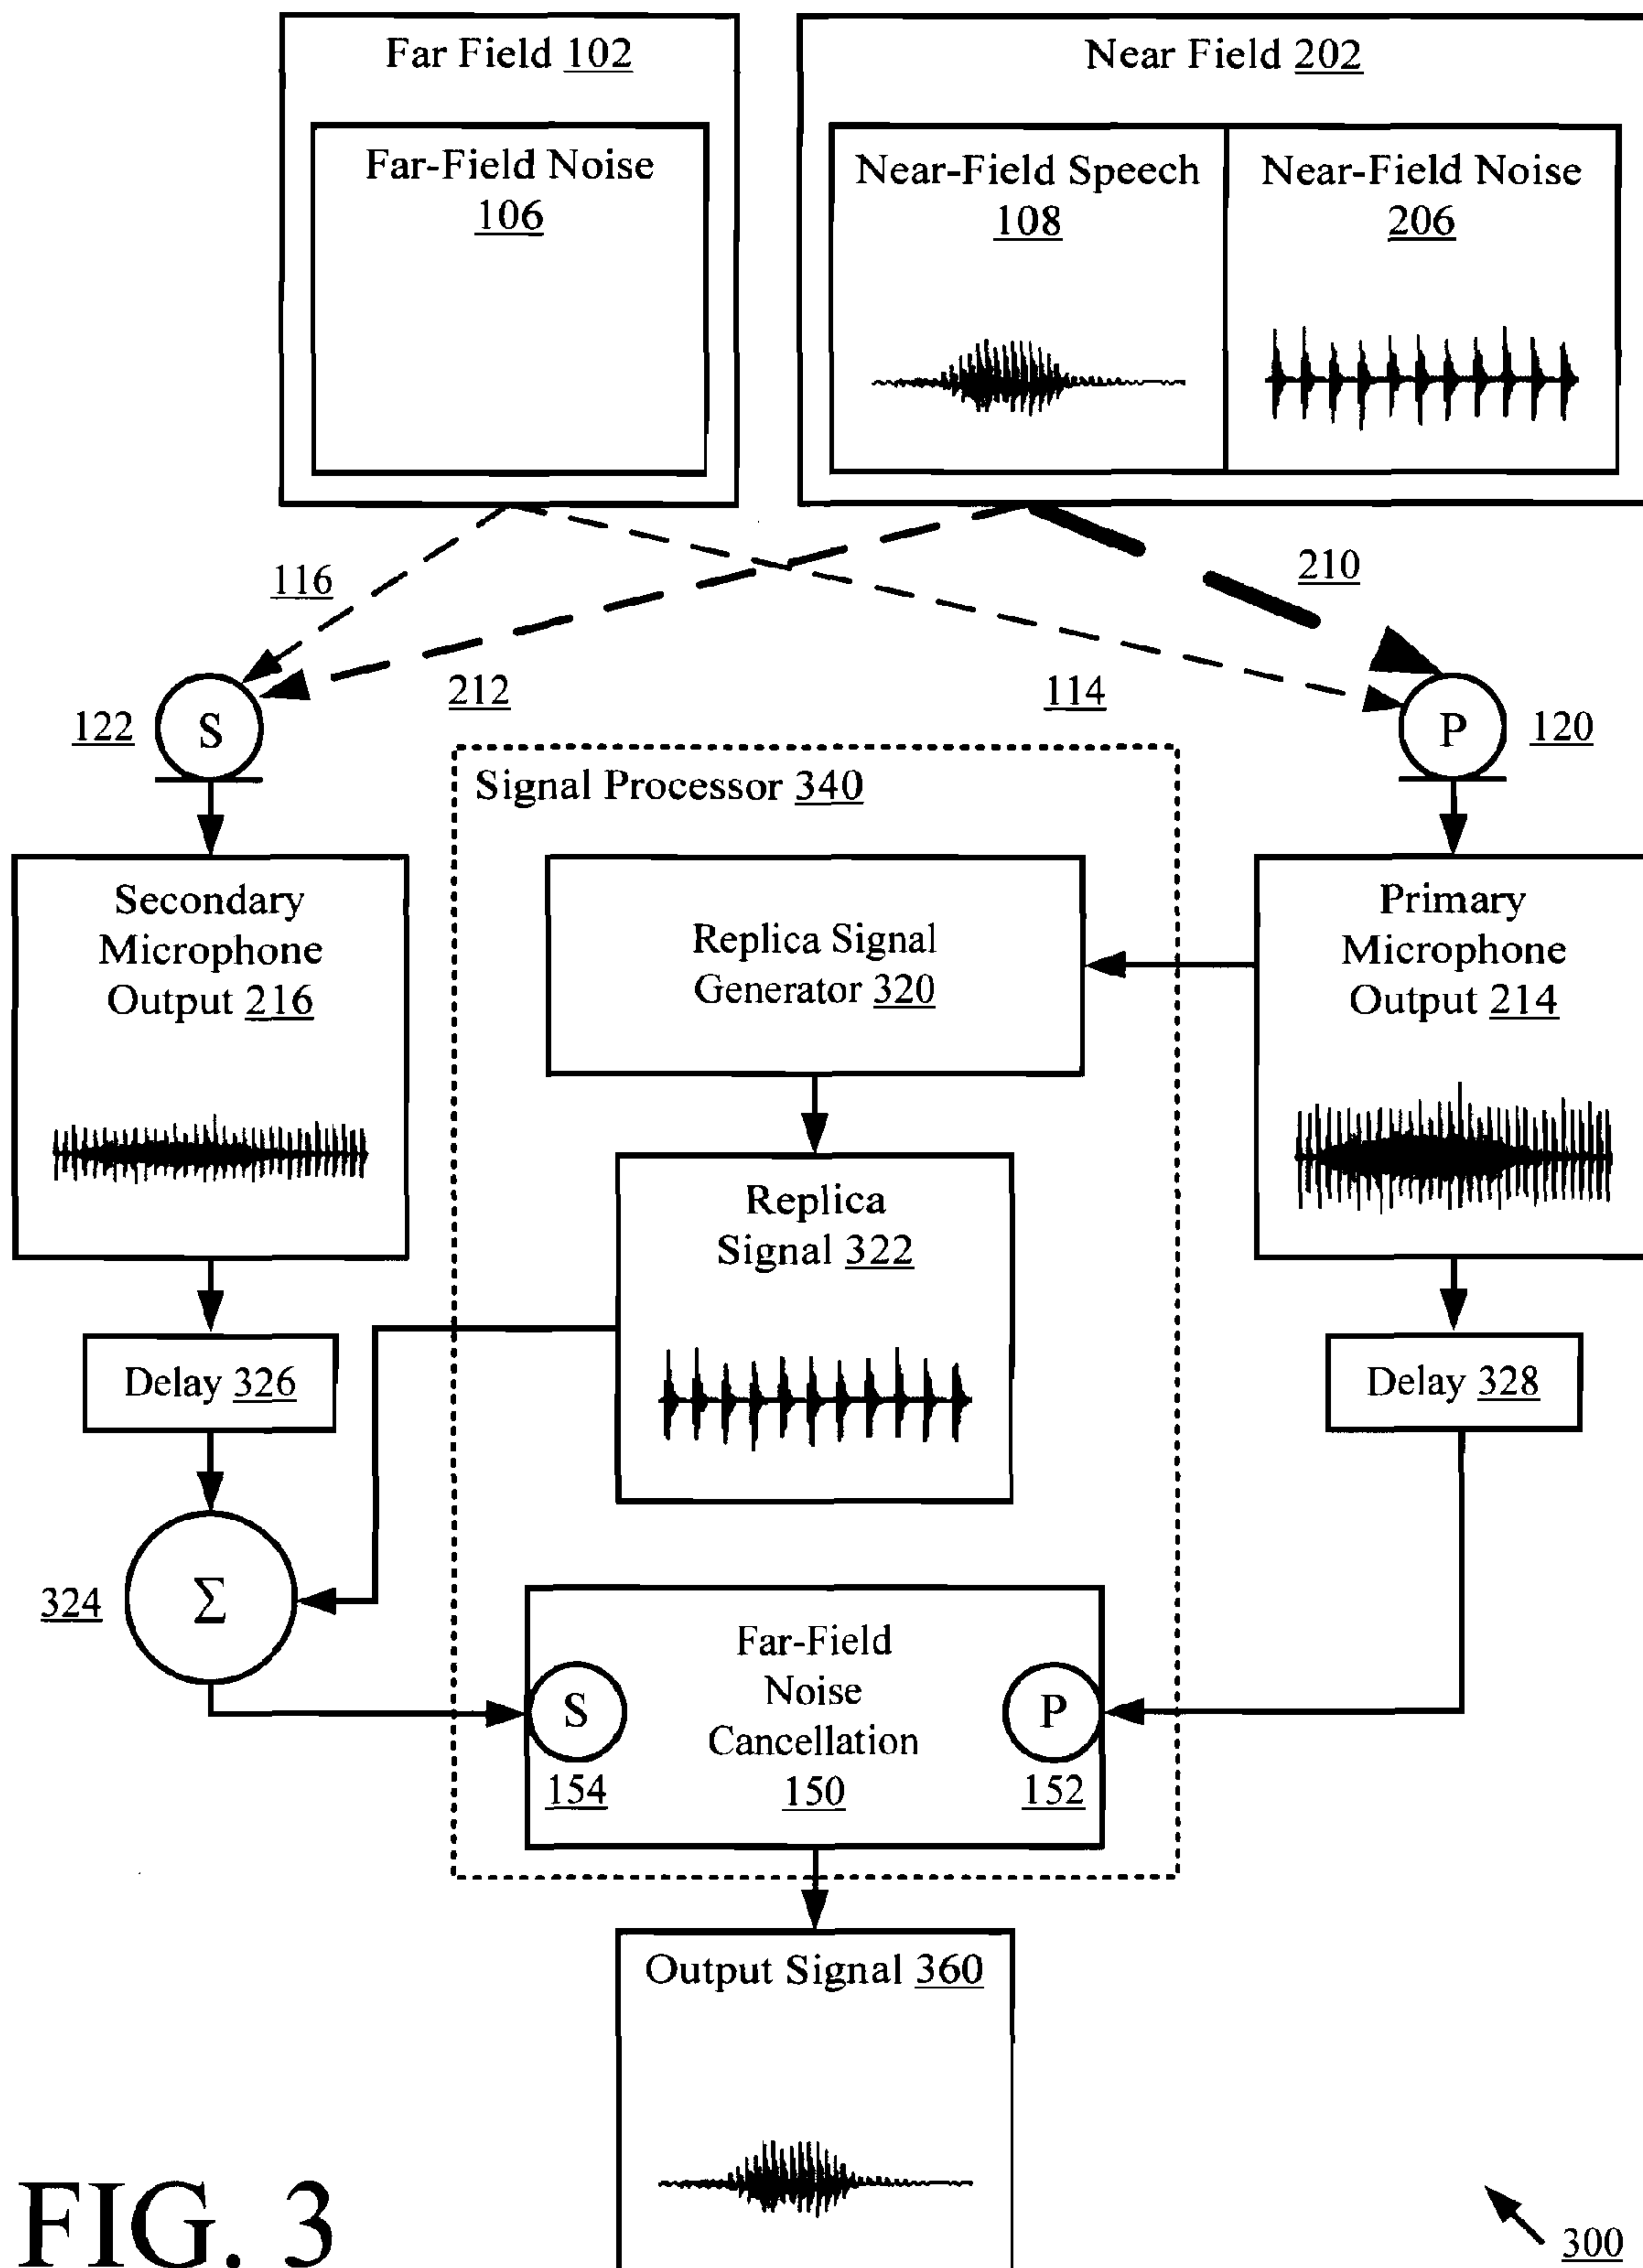 Far Field 102
Near Field 202
Far-Field Noise
106
Near-Field Speech
108
Near-Field Noise
206
116
210
212
114
122
S
P
120
Signal Processor 340
Secondary
Microphone
Output 216
Replica Signal
Generator 320
Primary
Microphone
Output 214
Replica
Signal 322
Delay 326
Delay 328
324
Σ
Far-Field
Noise
Cancellation
150
S
154
P
152
Output Signal 360
FIG. 3
300